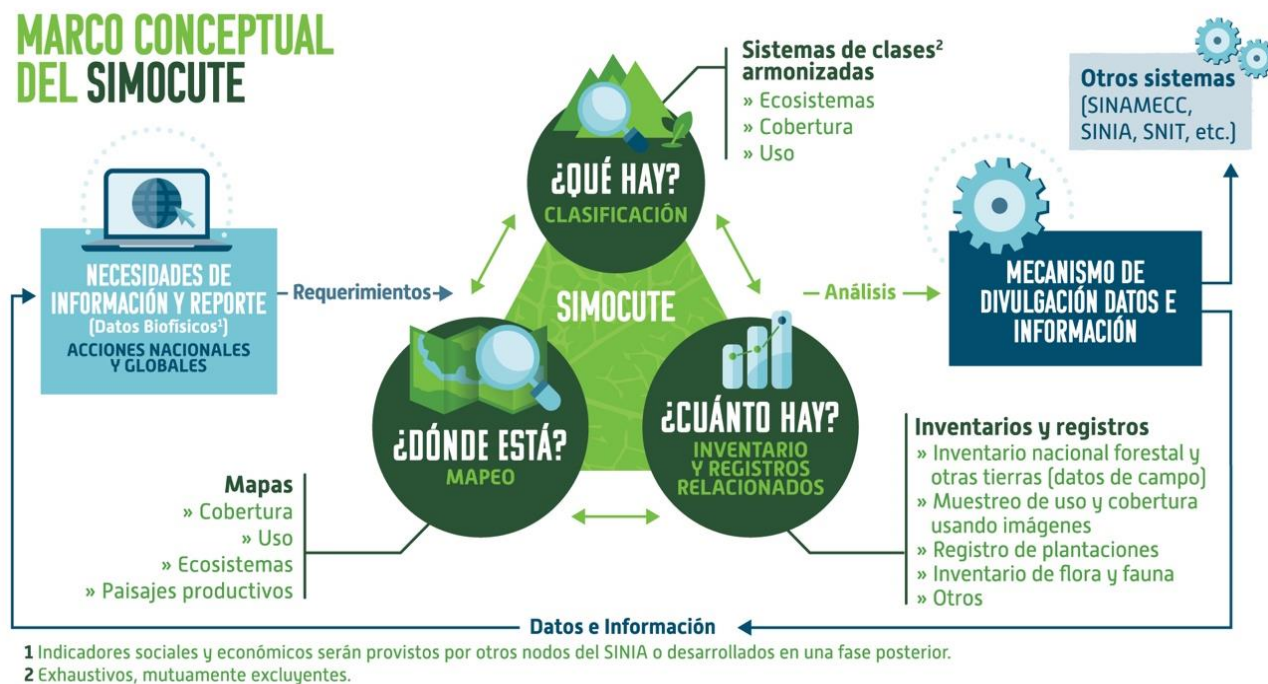 MARCO CONCEPTUAL
DEL SIMOCUTE
Sistemas de clases²
armonizadas
» Ecosistemas
» Cobertura
» Uso
Otros sistemas
(SINAMECC,
SINIA, SNIT, etc.)
¿QUÉ HAY?
CLASIFICACIÓN
NECESIDADES DE
INFORMACIÓN Y REPORTE
(Datos Biofísicos¹)
ACCIONES NACIONALES
Y GLOBALES
Requerimientos
SIMOCUTE
Análisis
MECANISMO DE
DIVULGACIÓN DATOS E
INFORMACIÓN
¿DÓNDE ESTÁ?
MAPEO
¿CUÁNTO HAY?
INVENTARIO
Y REGISTROS
RELACIONADOS
Mapas
» Cobertura
» Uso
» Ecosistemas
» Paisajes productivos
Inventarios y registros
» Inventario nacional forestal y
otras tierras (datos de campo)
» Muestreo de uso y cobertura
usando imágenes
» Registro de plantaciones
» Inventario de flora y fauna
» Otros
Datos e Información
1 Indicadores sociales y económicos serán provistos por otros nodos del SINIA o desarrollados en una fase posterior.
2 Exhaustivos, mutuamente excluyentes.